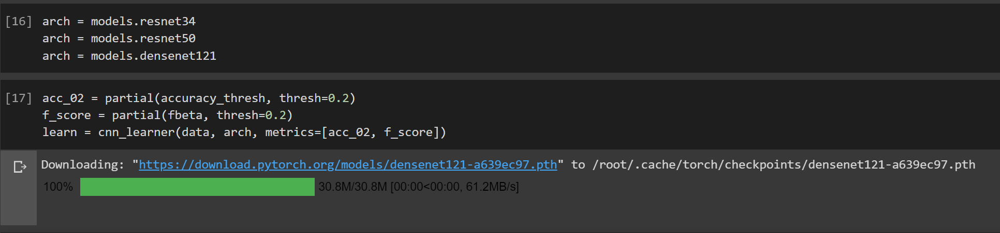 [16] arch = models.resnet34
arch = models.resnet50
arch = models.densenet121
[17] acc_02 = partial(accuracy_thresh, thresh=0.2)
f_score = partial(fbeta, thresh=0.2)
learn = cnn_learner(data, arch, metrics=[acc_02, f_score])
Downloading: "https://download.pytorch.org/models/densenet121-a639ec97.pth" to /root/.cache/torch/checkpoints/densenet121-a639ec97.pth
100% 30.8M/30.8M [00:00<00:00, 61.2MB/s]